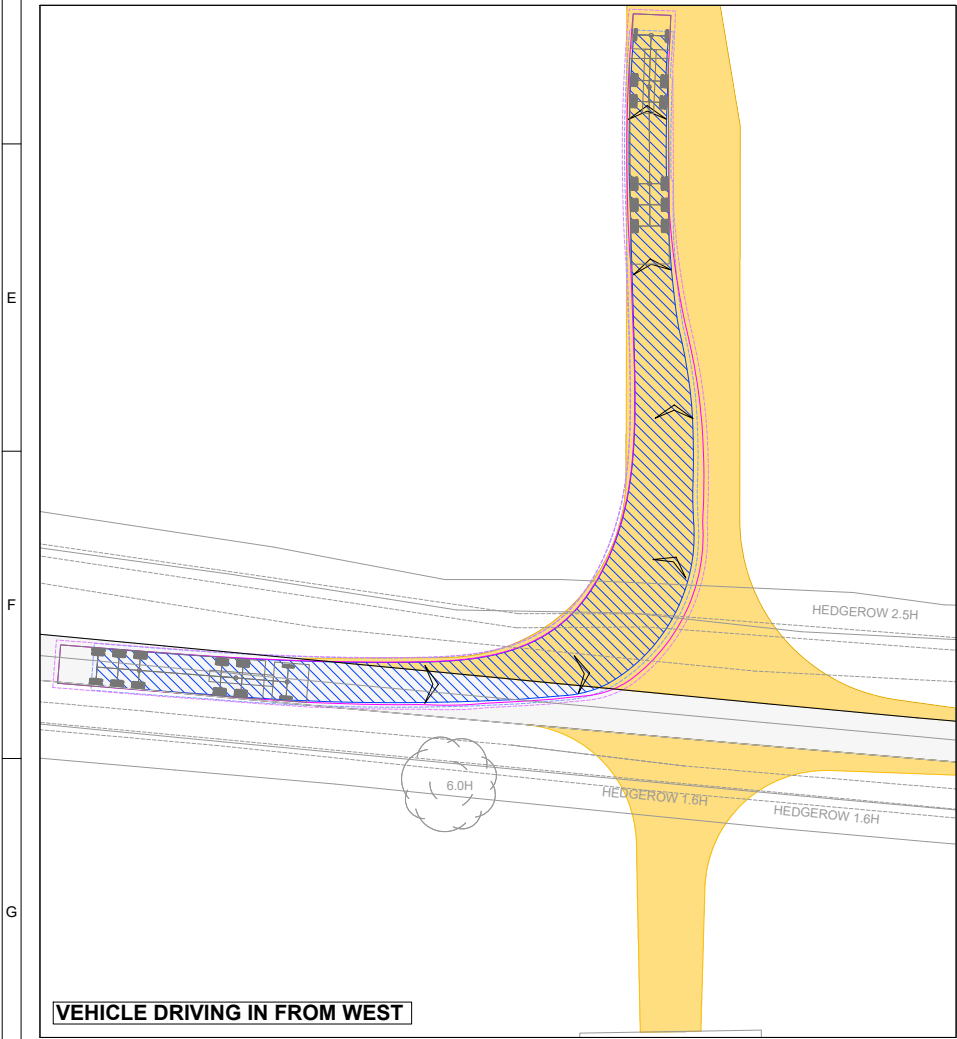 E
F
G
HEDGEROW 2.5H
6.0H
HEDGEROW 1.6H
HEDGEROW 1.6H
VEHICLE DRIVING IN FROM WEST